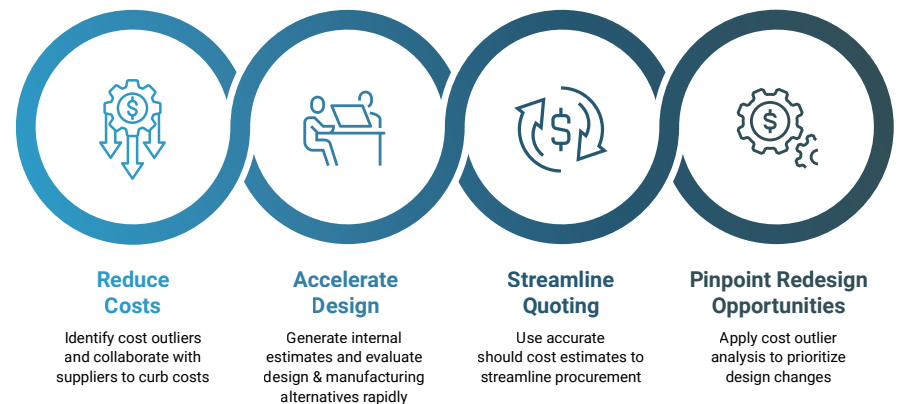 $
$
$
Reduce
Costs
Identify cost outliers
and collaborate with
suppliers to curb costs
Accelerate
Design
Generate internal
estimates and evaluate
design & manufacturing
alternatives rapidly
Streamline
Quoting
Use accurate
should cost estimates to
streamline procurement
Pinpoint Redesign
Opportunities
Apply cost outlier
analysis to prioritize
design changes